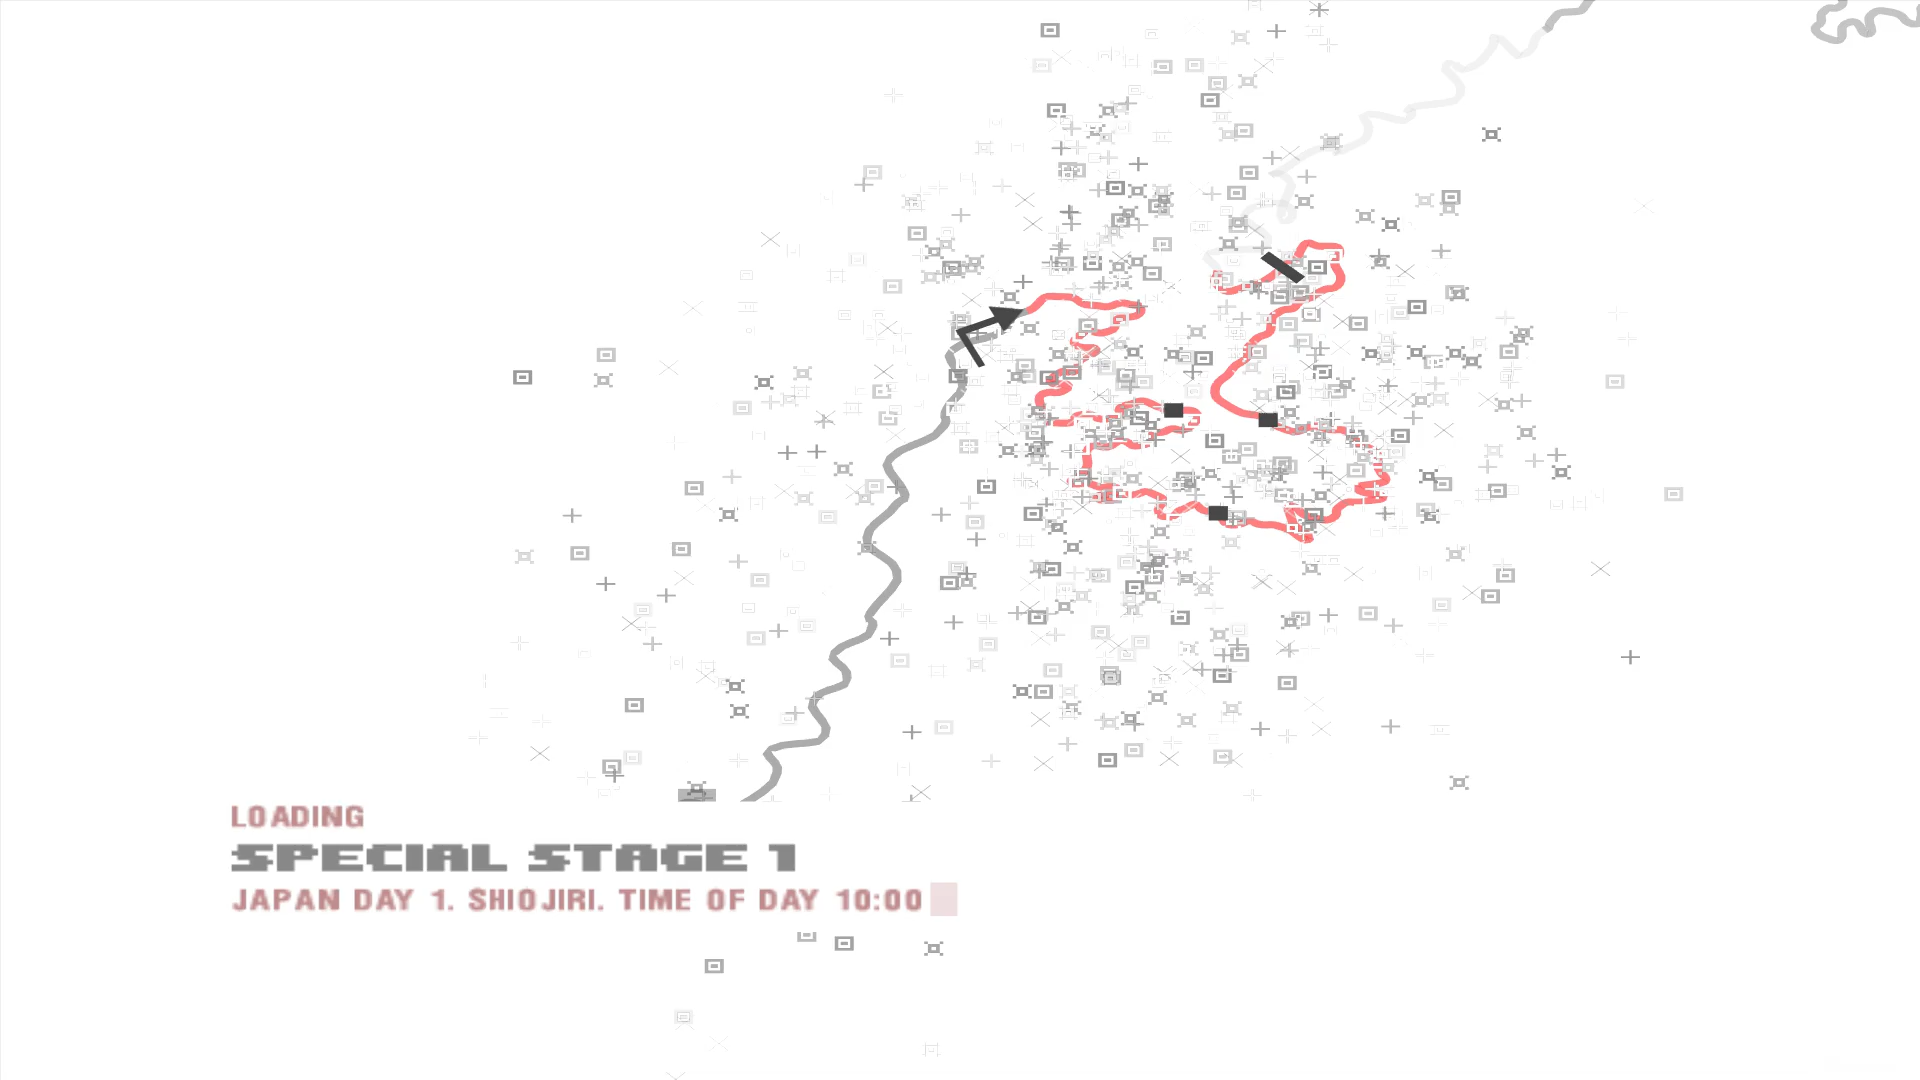 LOADING
SPECIAL STAGE 1
JAPAN DAY 1. SHIOJIRI. TIME OF DAY 10:00